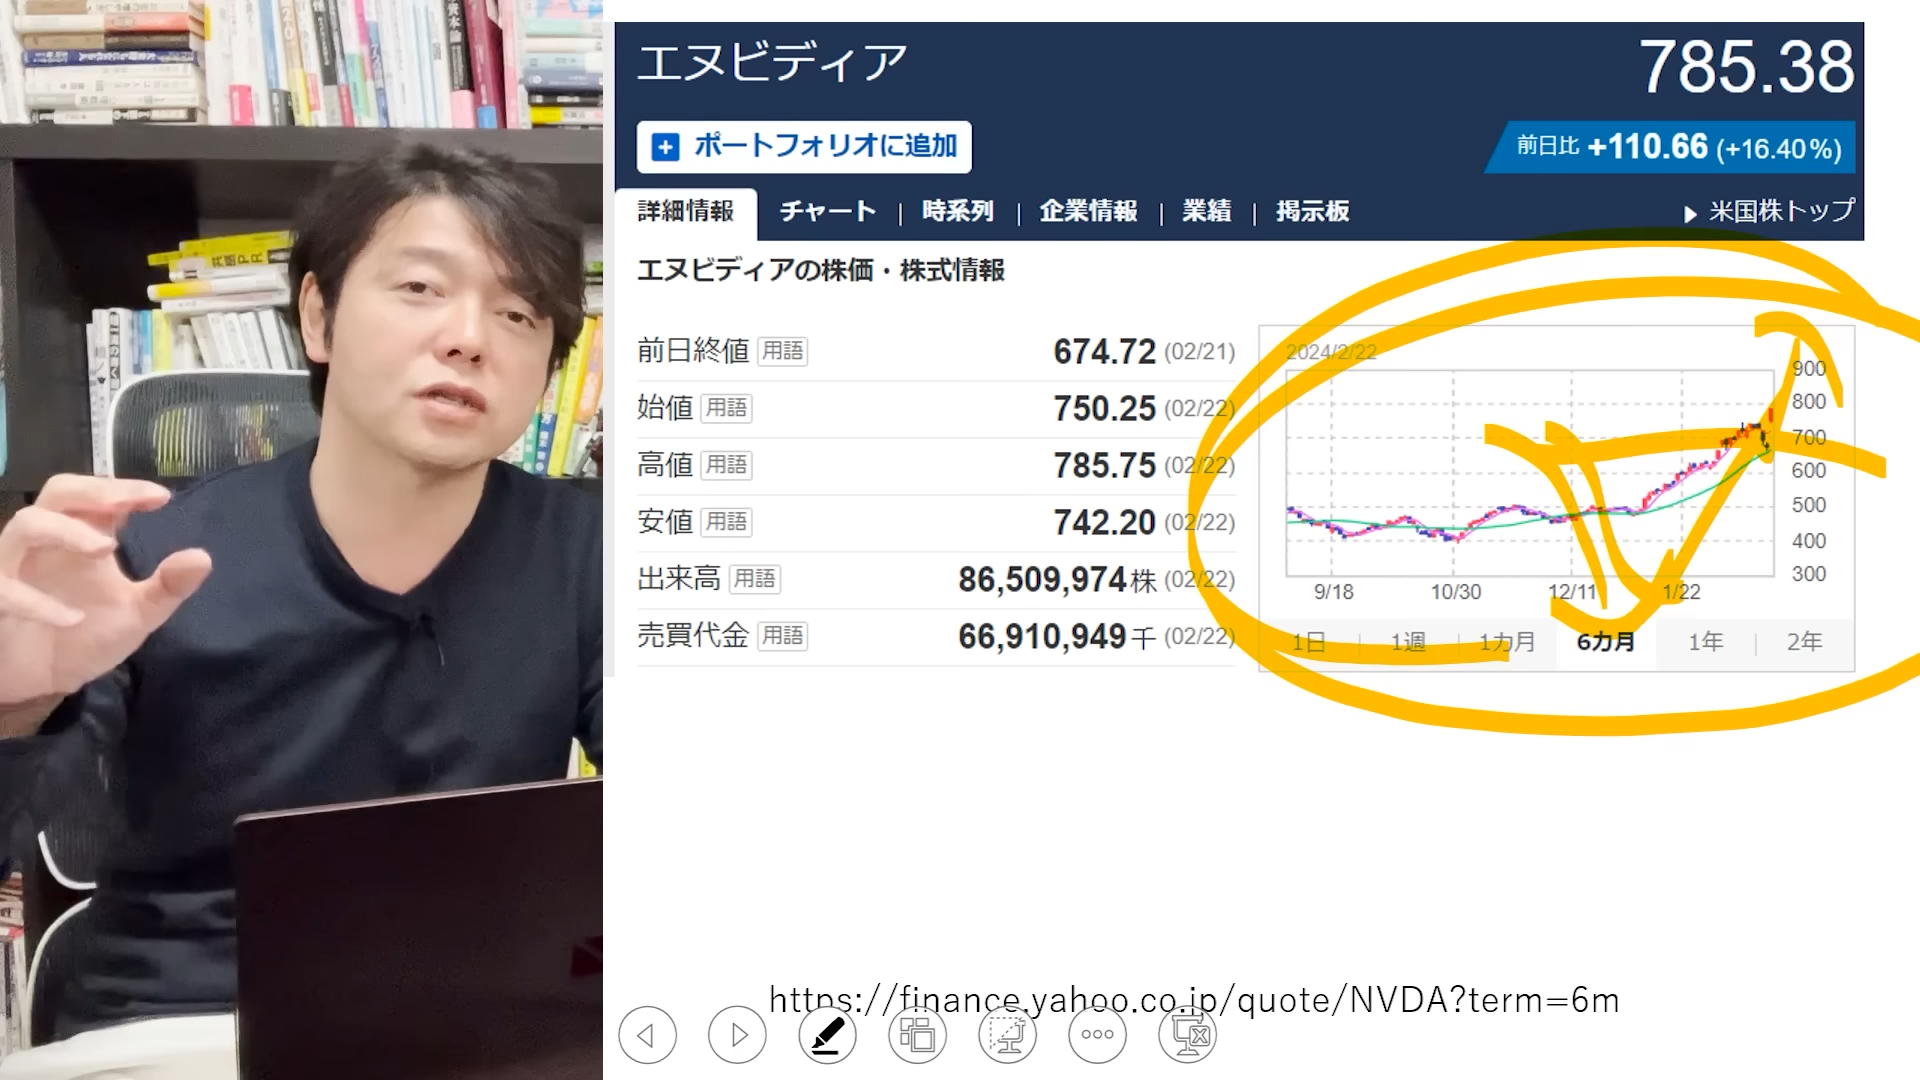 エヌビディア
785.38
+ ポートフォリオに追加
前日比 +110.66 (+16.40%)
詳細情報 チャート | 時系列 | 企業情報 | 業績 | 掲示板
米国株トップ
エヌビディアの株価・株式情報
前日終値 用語 674.72 (02/21)
始値 用語 750.25 (02/22)
高値 用語 785.75 (02/22)
安値 用語 742.20 (02/22)
出来高 用語 86,509,974株 (02/22)
売買代金 用語 66,910,949千 (02/22)
2024/2/22
900
800
700
600
500
400
300
9/18 10/30 12/11 1/22
1日 1週 1カ月 6カ月 1年 2年
https://finance.yahoo.co.jp/quote/NVDA?term=6m